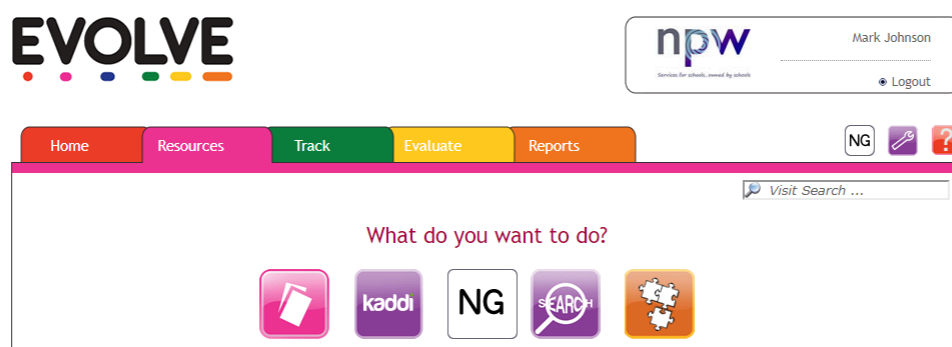 EVOLVE
npw
Services for schools, owned by schools
Mark Johnson
Logout
Home
Resources
Track
Evaluate
Reports
NG
?
Visit Search ...
What do you want to do?
kaddi
NG
SEARCH